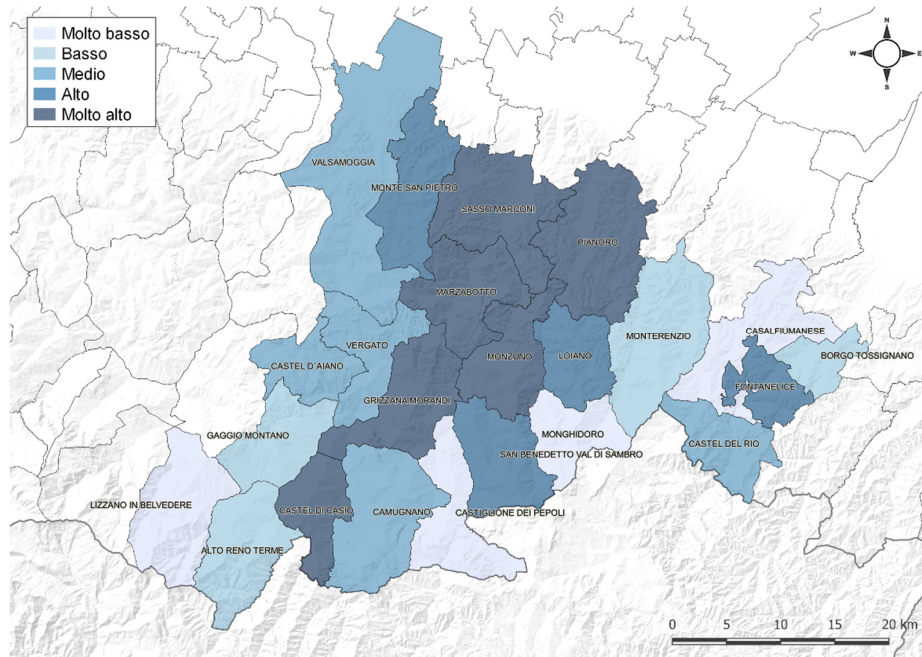 Molto basso
Basso
Medio
Alto
Molto alto
N
W
E
S
VALSAMOGGIA
MONTE SAN PIETRO
SASSO MARCONI
PIANORO
MARZABOTTO
CASALFIUMANESE
MONTERENZIO
VERGATO
MONZUNO
LOIANO
BORGO TOSSIGNANO
CASTEL D'AIANO
FONTANELICE
GRIZZANA MORANDI
GAGGIO MONTANO
MONGHIDORO
CASTEL DEL RIO
SAN BENEDETTO VAL DI SAMBRO
LIZZANO IN BELVEDERE
CASTEL DI CASIO
CAMUGNANO
CASTIGLIONE DEI PEPOLI
ALTO RENO TERME
0 5 10 15 20 km